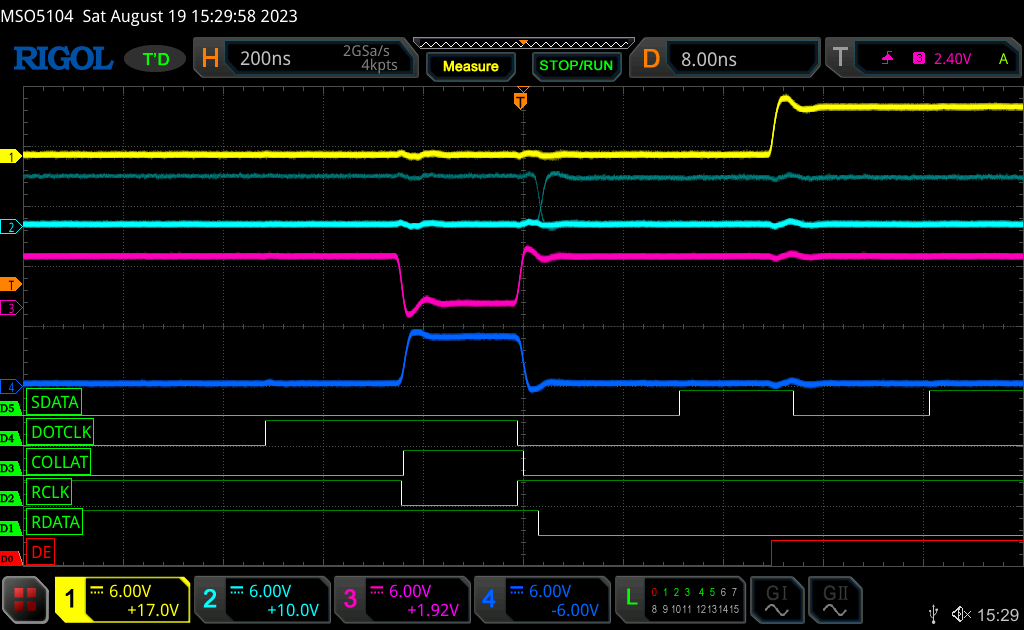 MSO5104 Sat August 19 15:29:58 2023
RIGOL T'D H 200ns 2GSa/s 4kpts Measure STOP/RUN D 8.00ns T 3 2.40V A
T
1
2
T
3
4
D5 SDATA
D4 DOTCLK
D3 COLLAT
D2 RCLK
D1 RDATA
D0 DE
1 6.00V +17.0V 2 6.00V +10.0V 3 6.00V +1.92V 4 6.00V -6.00V L 0 1 2 3 4 5 6 7 GI GII
8 9 10 11 12 13 14 15 15:29